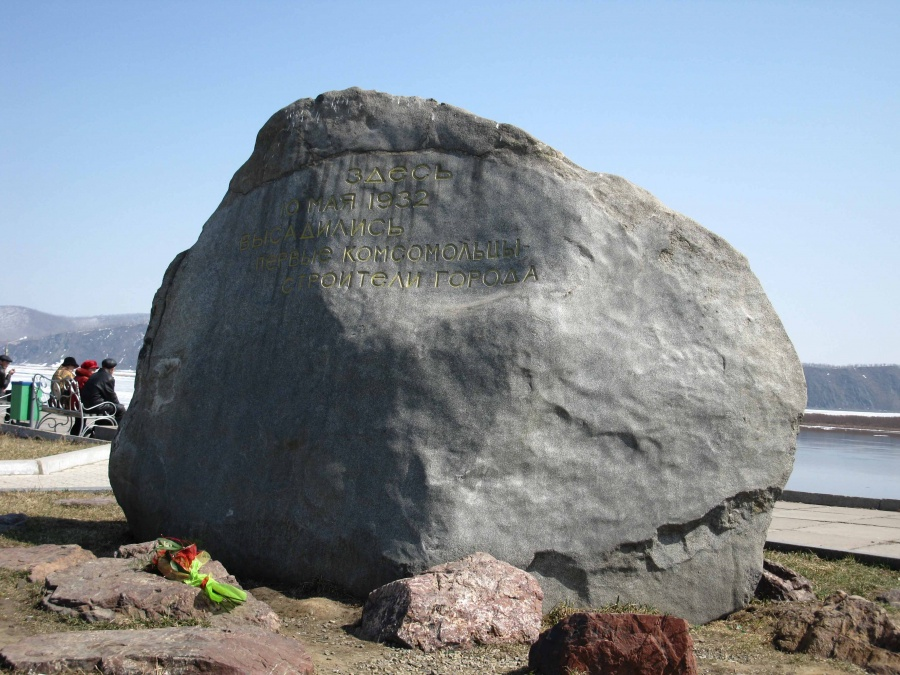 здесь
10 мая 1932
высадились
первые комсомольцы
строители города